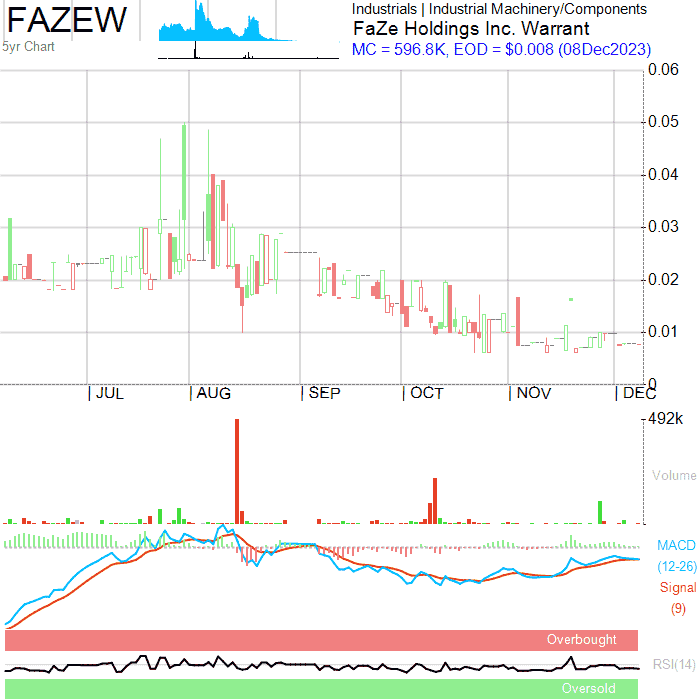 FAZEW
5yr Chart
Industrials | Industrial Machinery/Components
FaZe Holdings Inc. Warrant
MC = 596.8K, EOD = $0.008 (08Dec2023)
0.06
0.05
0.04
0.03
0.02
0.01
0
JUL AUG SEP OCT NOV DEC
492k
Volume
MACD
(12-26)
Signal
(9)
Overbought
RSI(14)
Oversold